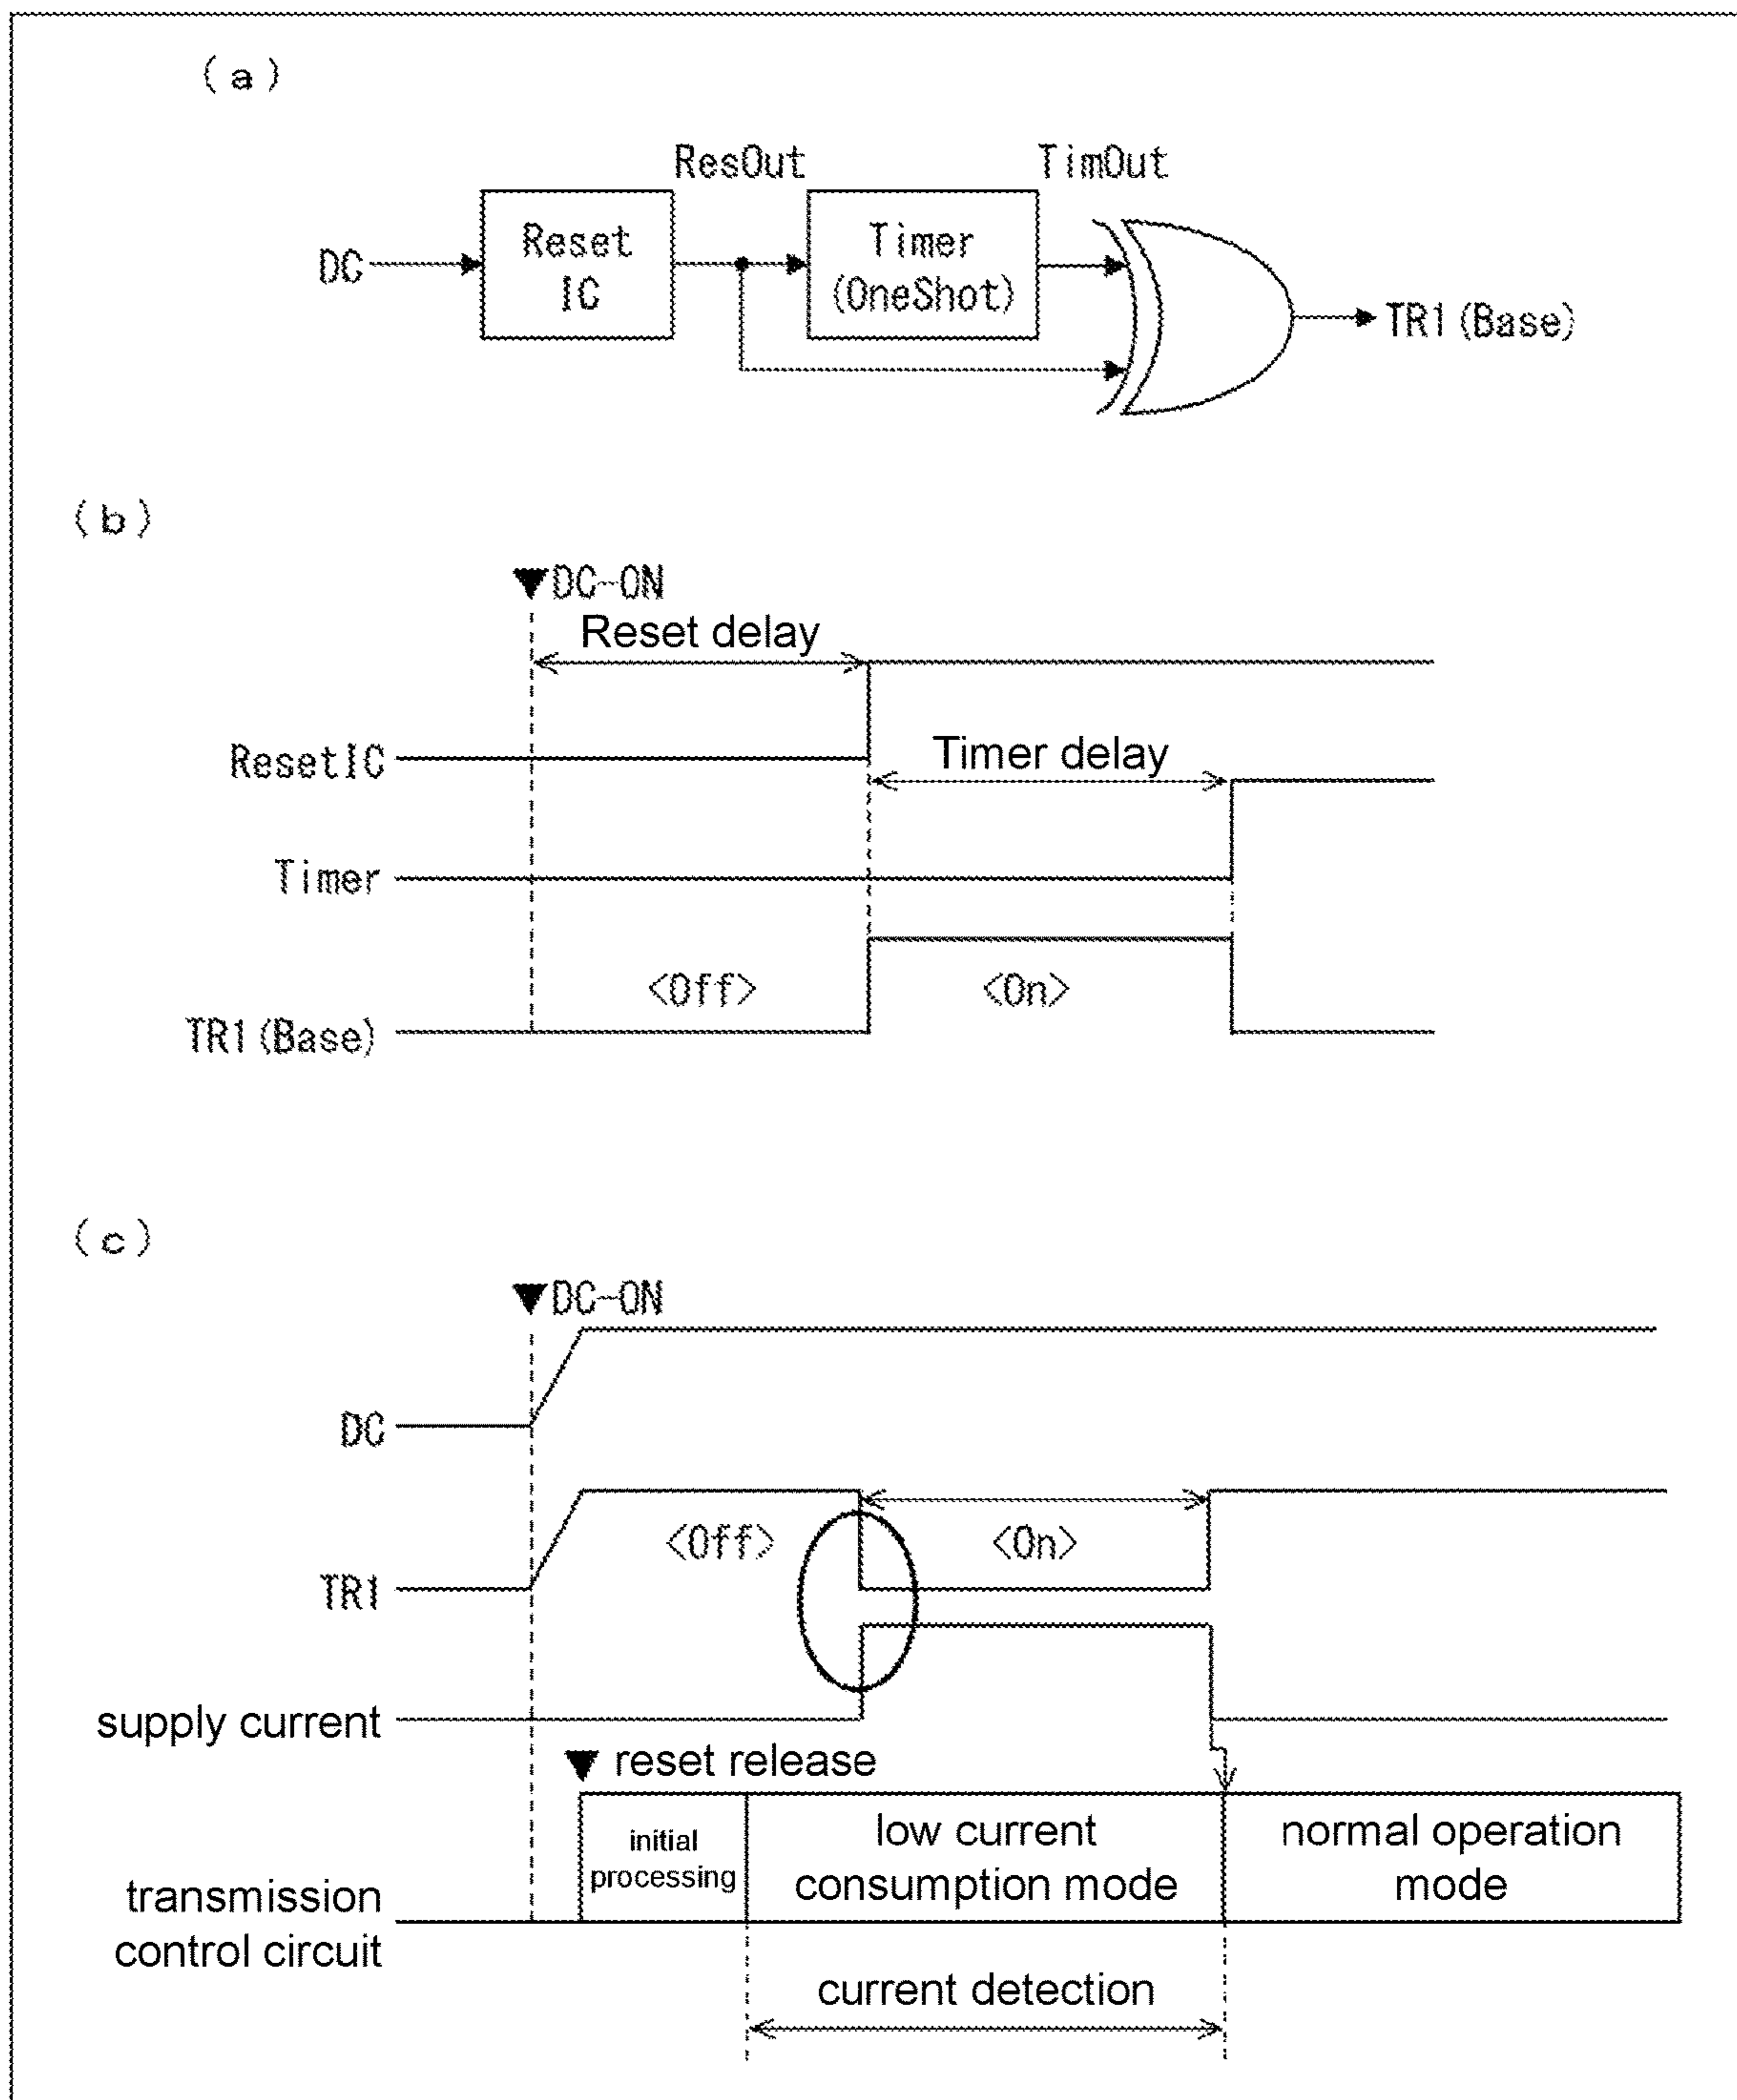 (a)
ResOut
TimOut
DC
Reset
IC
Timer
(OneShot)
TR1(Base)
(b)
▼DC-ON
Reset delay
ResetIC
Timer delay
Timer
<Off>
<On>
TR1(Base)
(c)
▼DC-ON
DC
<Off>
<On>
TR1
supply current
▼ reset release
initial
processing
low current
consumption mode
normal operation
mode
transmission
control circuit
current detection